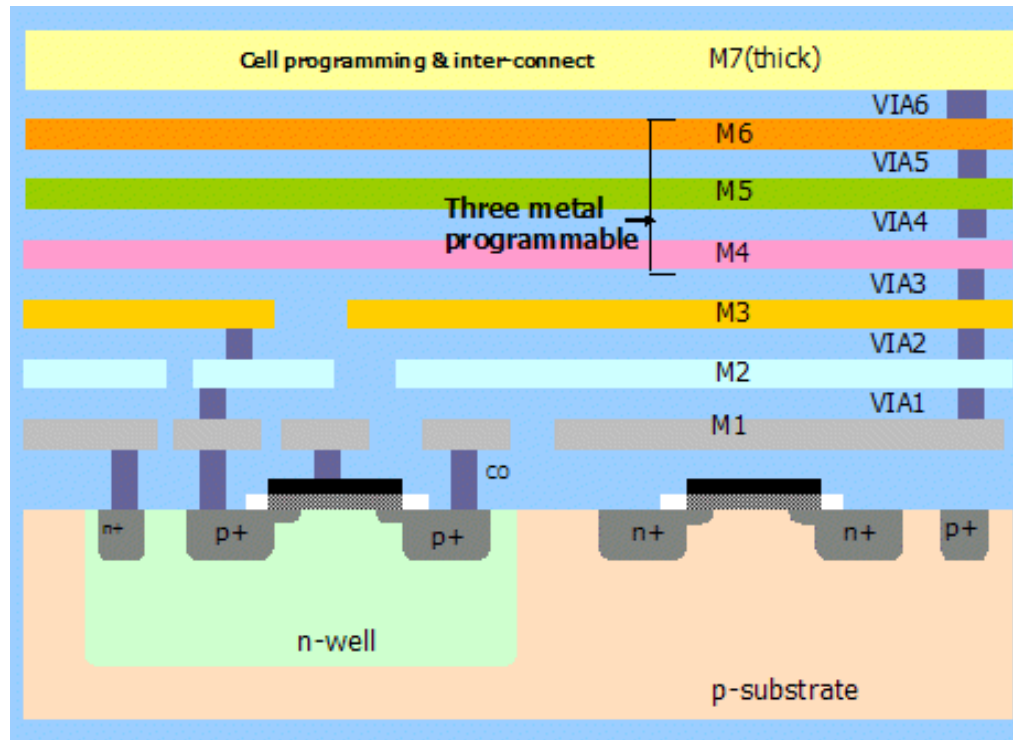 Cell programming & inter-connect M7(thick)
VIA6
M6
VIA5
M5
Three metal
programmable
VIA4
M4
VIA3
M3
VIA2
M2
VIA1
M1
co
n+ p+ p+ n+ n+ p+
n-well
p-substrate